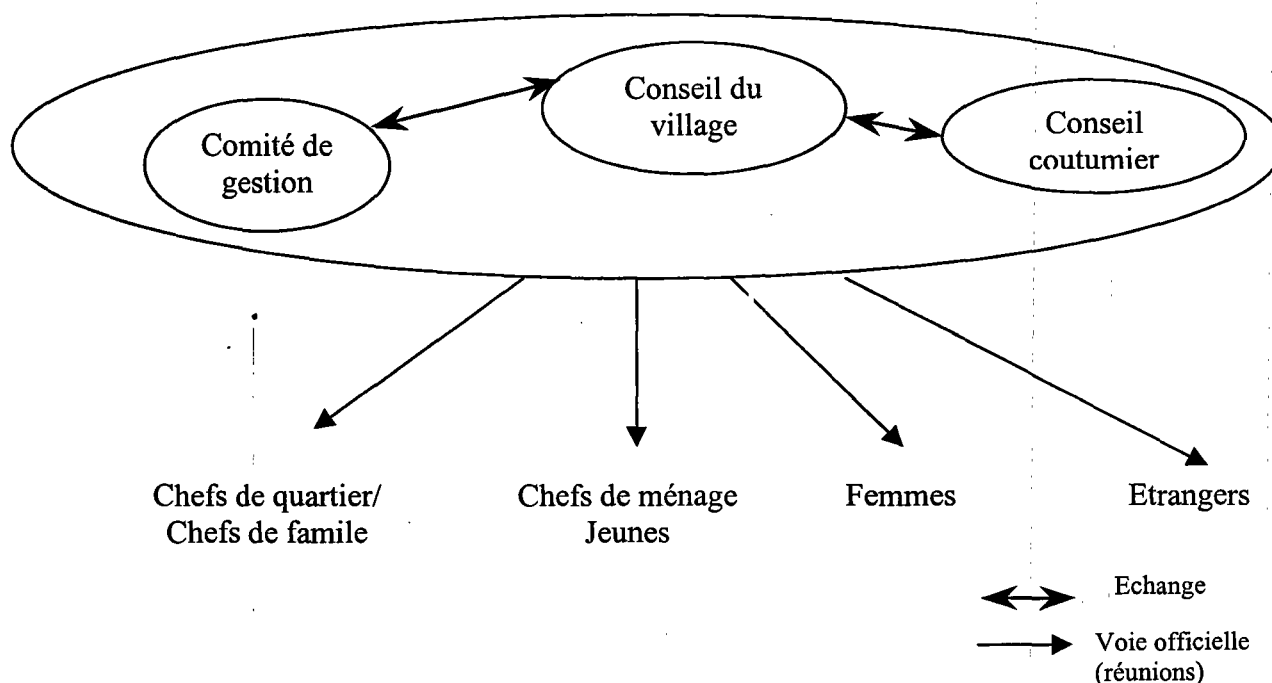 Conseil du
village
Comité de
gestion
Conseil
coutumier
Chefs de quartier/
Chefs de famile
Chefs de ménage
Jeunes
Femmes
Etrangers
Echange
Voie officielle
(réunions)